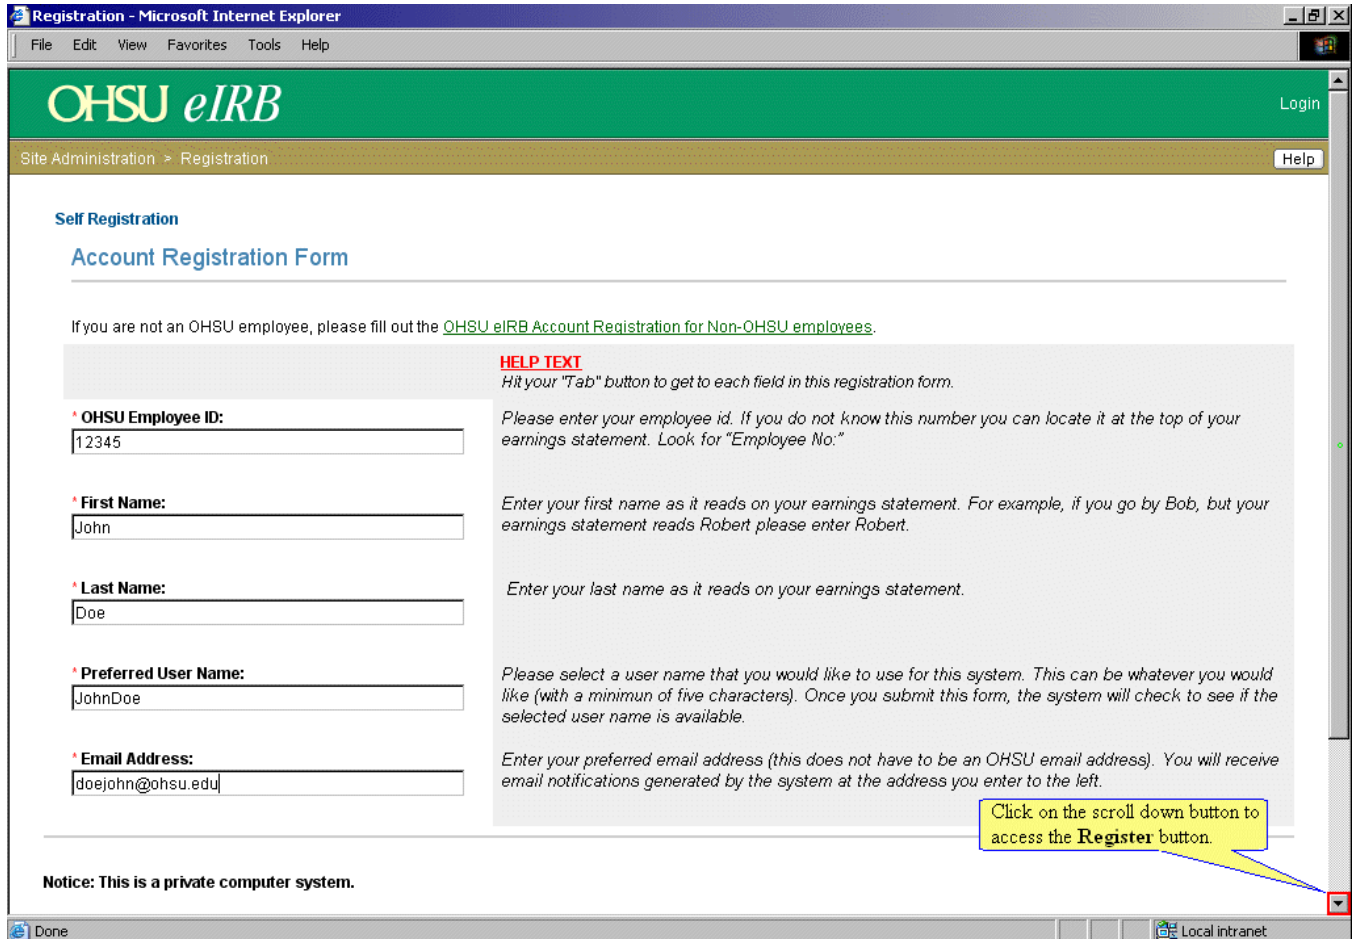 Registration - Microsoft Internet Explorer
File Edit View Favorites Tools Help
OHSU eIRB
Login
Site Administration > Registration
Help
Self Registration
Account Registration Form
If you are not an OHSU employee, please fill out the OHSU eIRB Account Registration for Non-OHSU employees.
HELP TEXT
Hit your "Tab" button to get to each field in this registration form.
* OHSU Employee ID:
12345
Please enter your employee id. If you do not know this number you can locate it at the top of your
earnings statement. Look for "Employee No:"
* First Name:
John
Enter your first name as it reads on your earnings statement. For example, if you go by Bob, but your
earnings statement reads Robert please enter Robert.
* Last Name:
Doe
Enter your last name as it reads on your earnings statement.
* Preferred User Name:
JohnDoe
Please select a user name that you would like to use for this system. This can be whatever you would
like (with a minimun of five characters). Once you submit this form, the system will check to see if the
selected user name is available.
* Email Address:
doejohn@ohsu.edu
Enter your preferred email address (this does not have to be an OHSU email address). You will receive
email notifications generated by the system at the address you enter to the left.
Click on the scroll down button to
access the Register button.
Notice: This is a private computer system.
Done
Local intranet